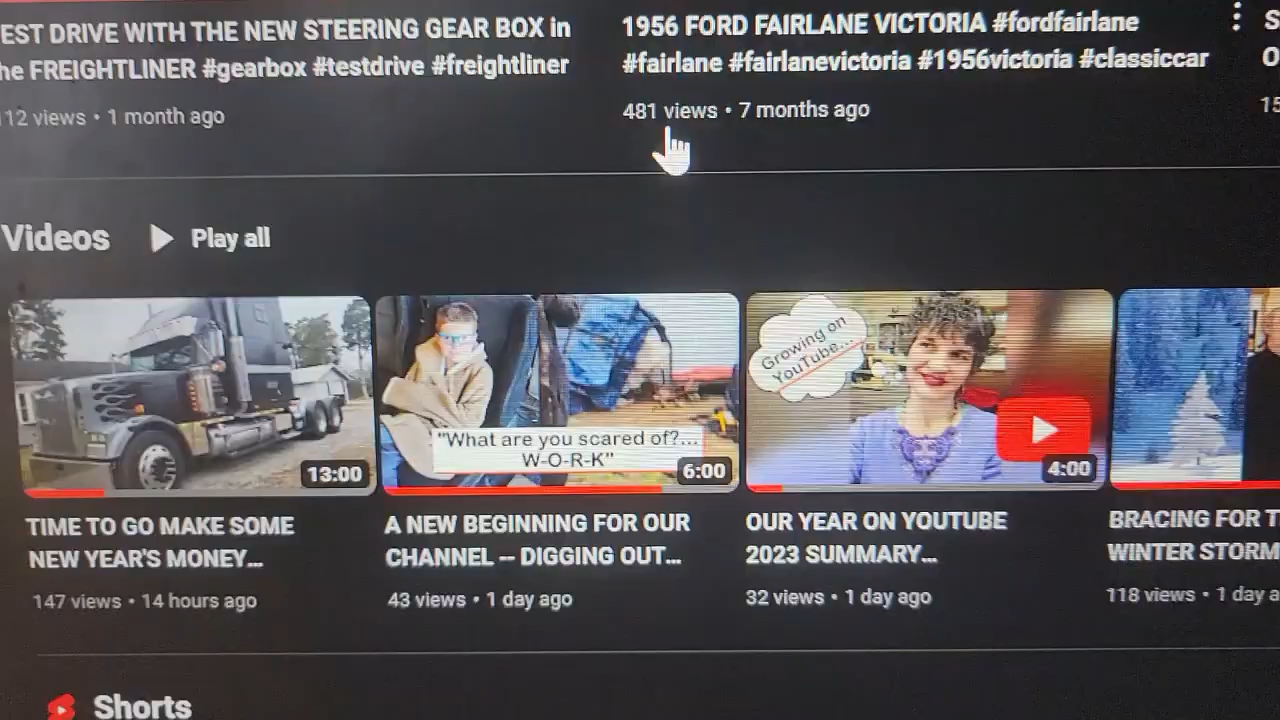 EST DRIVE WITH THE NEW STEERING GEAR BOX in
he FREIGHTLINER #gearbox #testdrive #freightliner
12 views • 1 month ago
1956 FORD FAIRLANE VICTORIA #fordfairlane
#fairlane #fairlanevictoria #1956victoria #classiccar
481 views • 7 months ago
S
O
15
Videos
Play all
13:00
"What are you scared of?...
W-O-R-K"
6:00
Growing on
YouTube...
4:00
TIME TO GO MAKE SOME
NEW YEAR'S MONEY...
147 views • 14 hours ago
A NEW BEGINNING FOR OUR
CHANNEL -- DIGGING OUT...
43 views • 1 day ago
OUR YEAR ON YOUTUBE
2023 SUMMARY...
32 views • 1 day ago
BRACING FOR T
WINTER STORM
118 views • 1 day a
Shorts